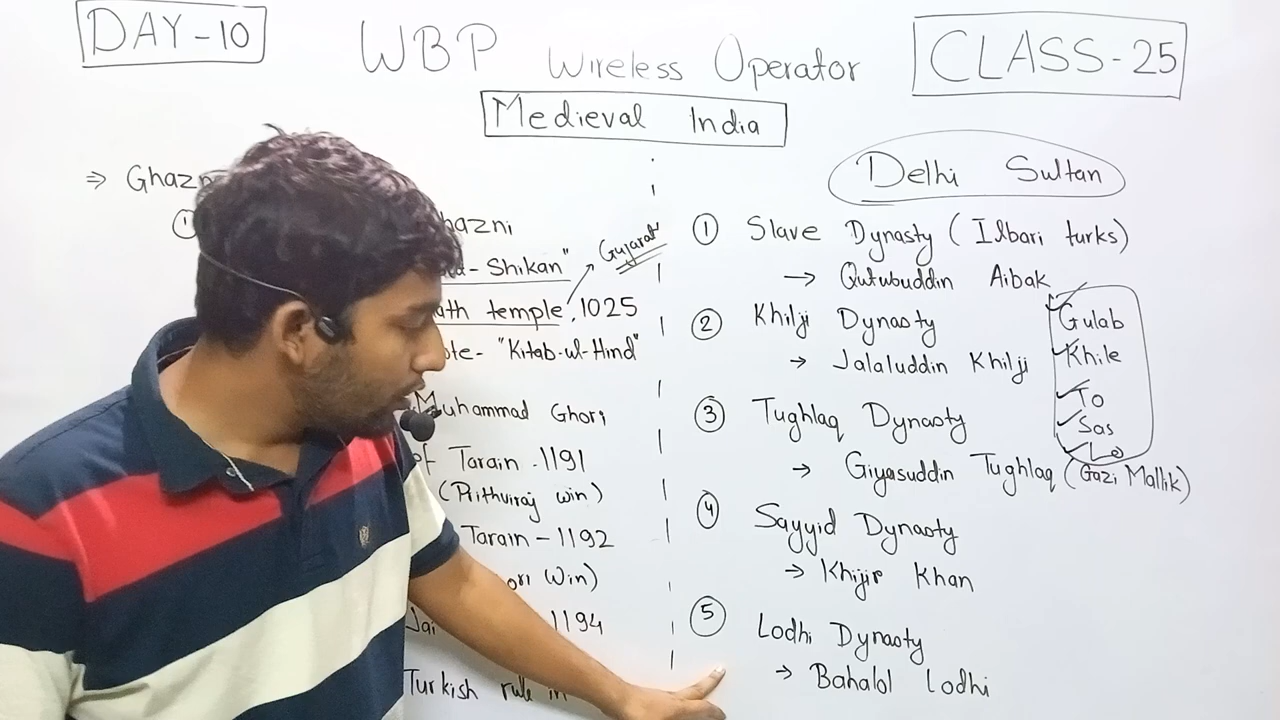 DAY-10
WBP Wireless Operator
CLASS-25
Medieval India
⇒ Ghazn
①
hazni
- Shikan"
Gujarat
ath temple, 1025
ote- "Kitab-ul-Hind"
Muhammad Ghori
of Tarain -1191
(Prithviraj win)
Tarain - 1192
ori Win)
Jai
1194
Turkish rule in
Delhi Sultan
① Slave Dynasty (Ilbari turks)
→ Qutubuddin Aibak
② Khilji Dynasty
→ Jalaluddin Khilji
③ Tughlaq Dynasty
→ Giyasuddin Tughlaq (Gazi Mallik)
④ Sayyid Dynasty
→ Khijir Khan
⑤ Lodhi Dynasty
→ Bahalol Lodhi
Gulab
Khile
To
Sas
Lo